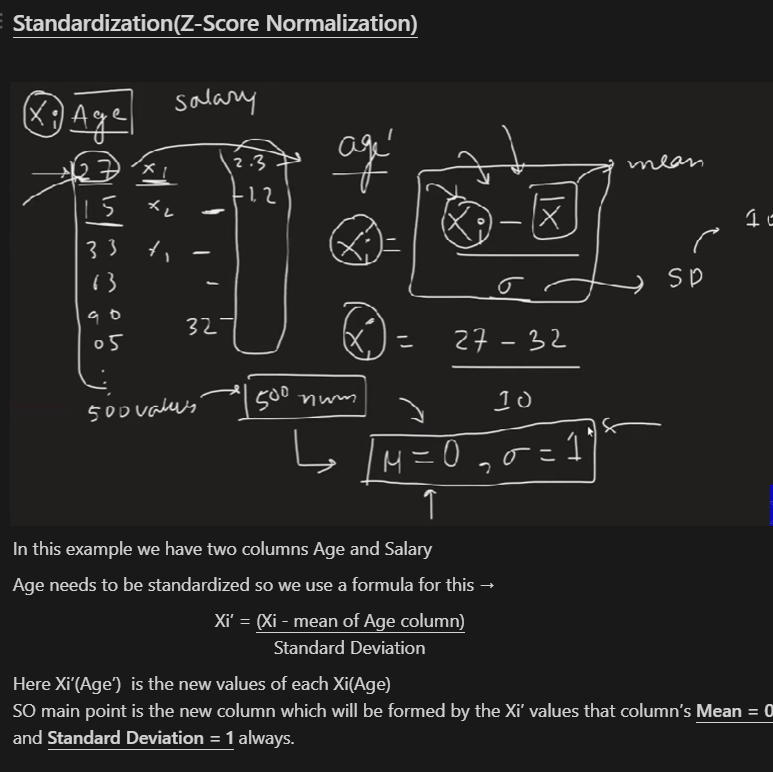 Standardization(Z-Score Normalization)
Xi Age salary
27 x1 2.3
15 x2 1.2
33
13
90
05
32
500 values
500 num
age'
Xi' = Xi - X̄
σ
mean
SD
10
= 27 - 32
10
μ = 0, σ = 1
In this example we have two columns Age and Salary
Age needs to be standardized so we use a formula for this →
Xi′ = (Xi - mean of Age column)
Standard Deviation
Here Xi′(Age′) is the new values of each Xi(Age)
SO main point is the new column which will be formed by the Xi′ values that column’s Mean = 0
and Standard Deviation = 1 always.